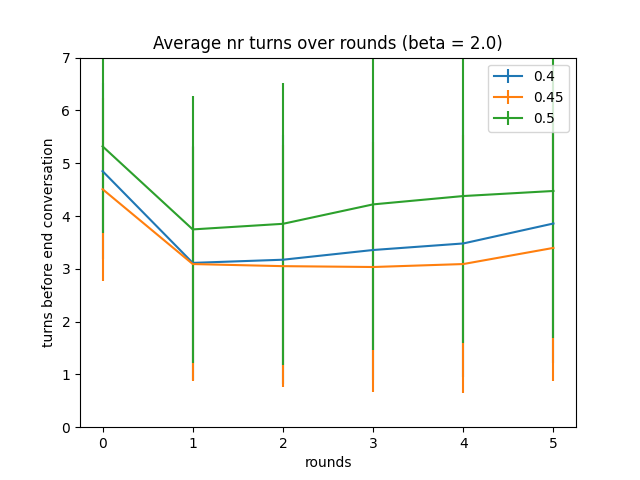 Average nr turns over rounds (beta = 2.0)
7
6
5
4
3
2
1
0
turns before end conversation
0.4
0.45
0.5
0 1 2 3 4 5
rounds